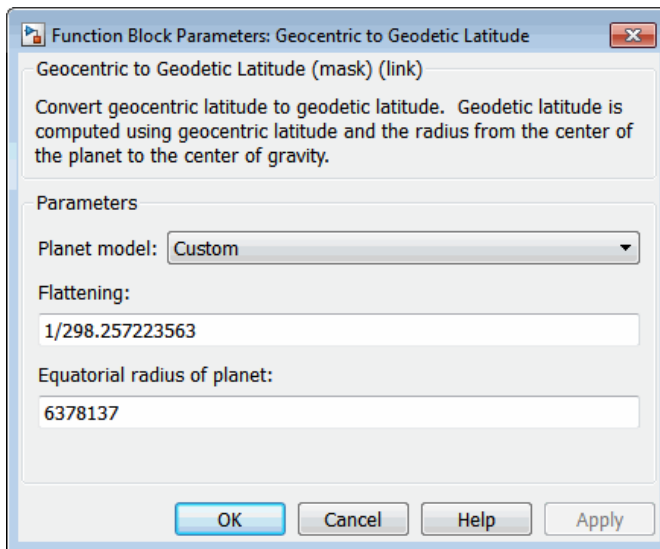 Function Block Parameters: Geocentric to Geodetic Latitude
Geocentric to Geodetic Latitude (mask) (link)
Convert geocentric latitude to geodetic latitude.  Geodetic latitude is
computed using geocentric latitude and the radius from the center of
the planet to the center of gravity.
Parameters
Planet model: Custom
Flattening:
1/298.257223563
Equatorial radius of planet:
6378137
OK Cancel Help Apply